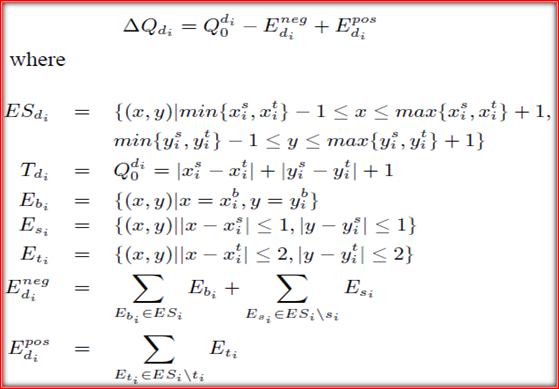 ΔQ_{d_i} = Q_0^{d_i} − E_{d_i}^{neg} + E_{d_i}^{pos}
where
ES_{d_i} = {(x, y)|min{x_i^s, x_i^t} − 1 ≤ x ≤ max{x_i^s, x_i^t} + 1,
min{y_i^s, y_i^t} − 1 ≤ y ≤ max{y_i^s, y_i^t} + 1}
T_{d_i} = Q_0^{d_i} = |x_i^s − x_i^t| + |y_i^s − y_i^t| + 1
E_{b_i} = {(x, y)|x = x_i^b, y = y_i^b}
E_{s_i} = {(x, y)||x − x_i^s| ≤ 1, |y − y_i^s| ≤ 1}
E_{t_i} = {(x, y)||x − x_i^t| ≤ 2, |y − y_i^t| ≤ 2}
E_{d_i}^{neg} = ∑_{E_{b_i}∈ES_i} E_{b_i} + ∑_{E_{s_i}∈ES_i\s_i} E_{s_i}
E_{d_i}^{pos} = ∑_{E_{t_i}∈ES_i\t_i} E_{t_i}